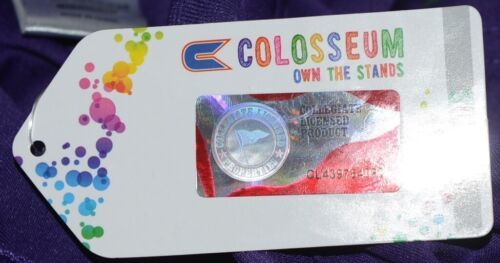 COLOSSEUM
OWN THE STANDS
COLLEGIATE
LICENSED
PRODUCT